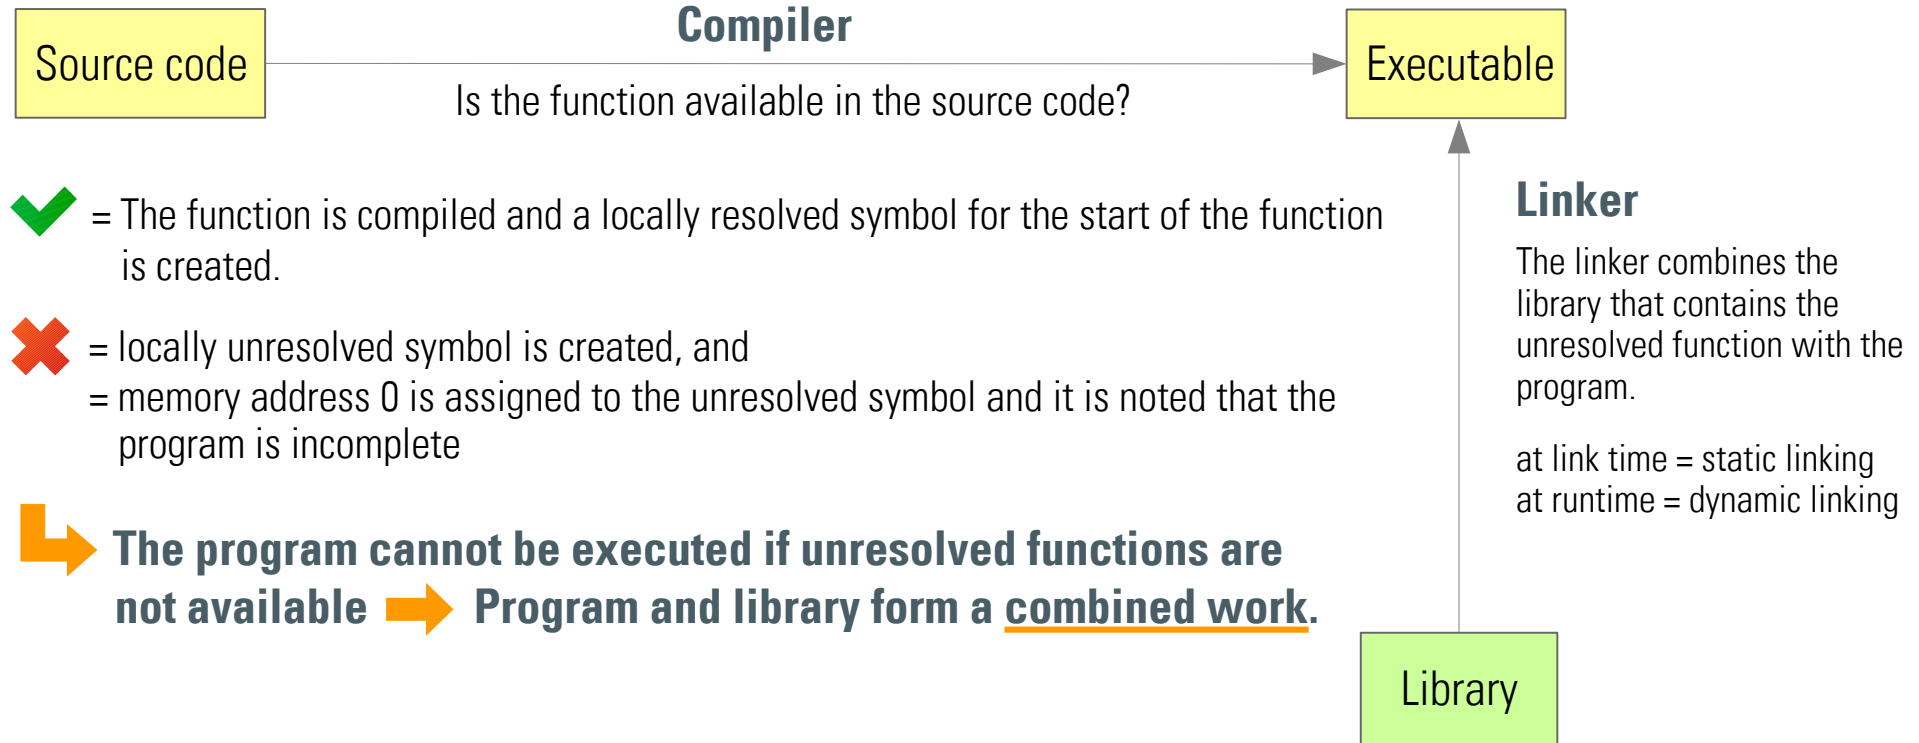 Source code
Compiler
Is the function available in the source code?
Executable
= The function is compiled and a locally resolved symbol for the start of the function
is created.
= locally unresolved symbol is created, and
= memory address 0 is assigned to the unresolved symbol and it is noted that the
program is incomplete
The program cannot be executed if unresolved functions are
not available Program and library form a combined work.
Linker
The linker combines the
library that contains the
unresolved function with the
program.
at link time = static linking
at runtime = dynamic linking
Library